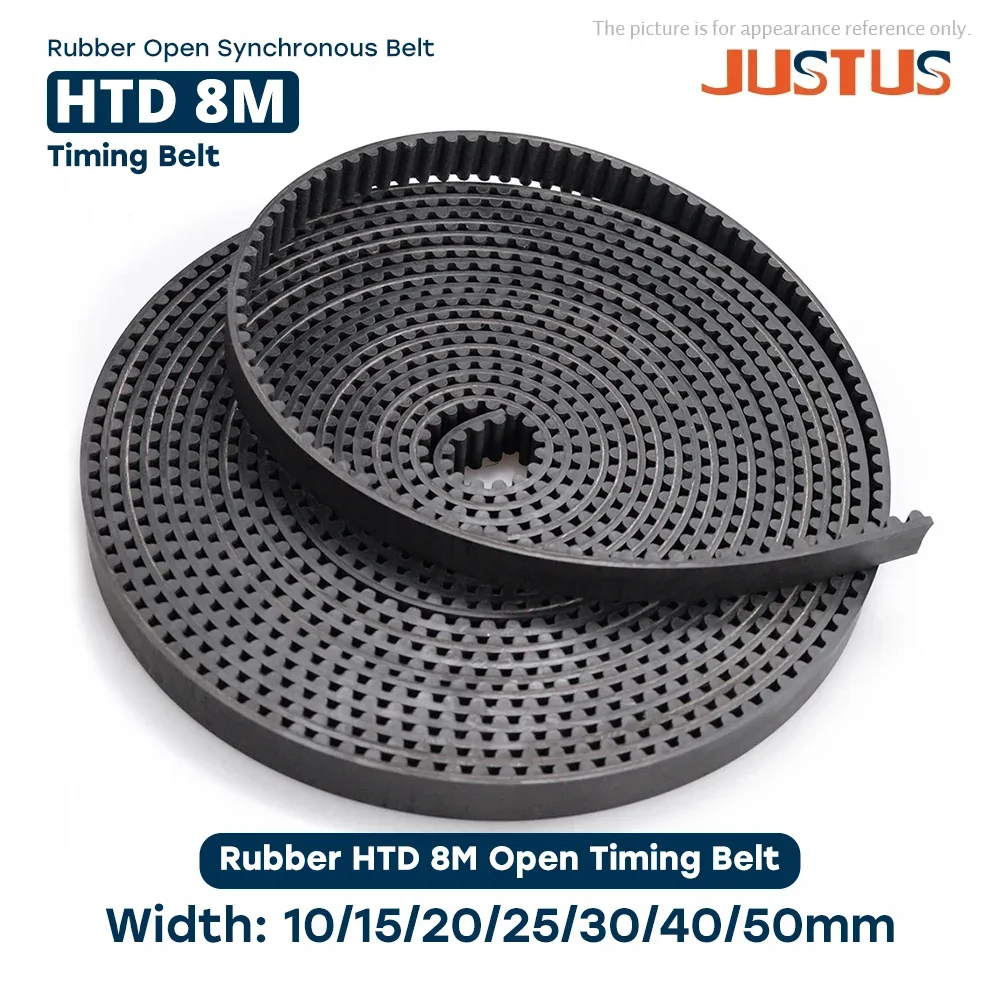 Rubber Open Synchronous Belt
HTD 8M
Timing Belt
The picture is for appearance reference only.
JUSTUS
Rubber HTD 8M Open Timing Belt
Width: 10/15/20/25/30/40/50mm